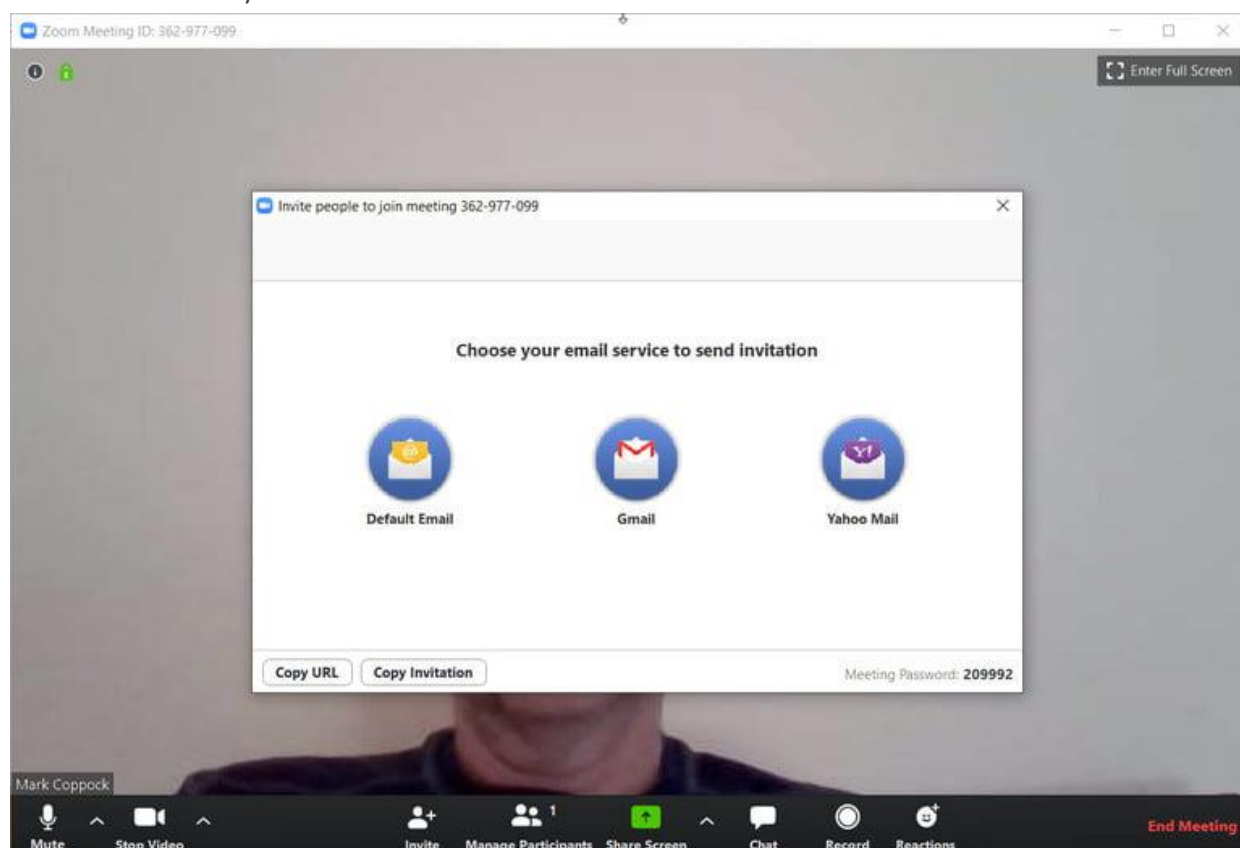 Zoom Meeting ID: 362-977-099
Enter Full Screen
Invite people to join meeting 362-977-099
Choose your email service to send invitation
Default Email Gmail Yahoo Mail
Copy URL Copy Invitation Meeting Password: 209992
Mark Coppock
1
Mute Stop Video Invite Manage Participants Share Screen Chat Record Reactions End Meeting